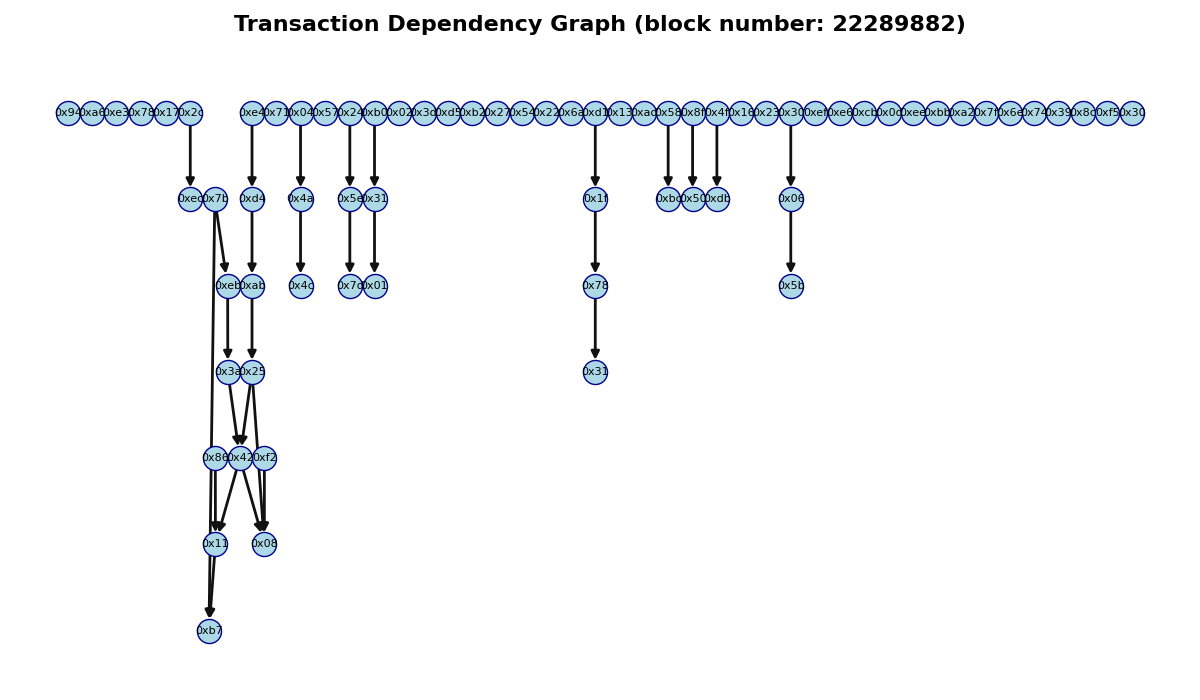 Transaction Dependency Graph (block number: 22289882)
0x94 0xa6 0xe3 0x78 0x17 0x2c 0xe4 0x71 0x04 0x57 0x24 0xb0 0x02 0x3c 0xd5 0xb2 0x27 0x54 0x22 0x6a 0xd1 0x13 0xac 0x58 0x8f 0x4f 0x16 0x23 0x30 0xef 0xe6 0xcb 0x0c 0xee 0xbb 0xa2 0x7f 0x6e 0x74 0x39 0x8c 0xf5 0x30
0xec 0x7b 0xd4 0x4a 0x5e 0x31 0x1f 0xbc 0x50 0xdb 0x06
0xeb 0xab 0x4c 0x7c 0x01 0x78 0x5b
0x3a 0x25 0x31
0x86 0x42 0xf2
0x11 0x08
0xb7